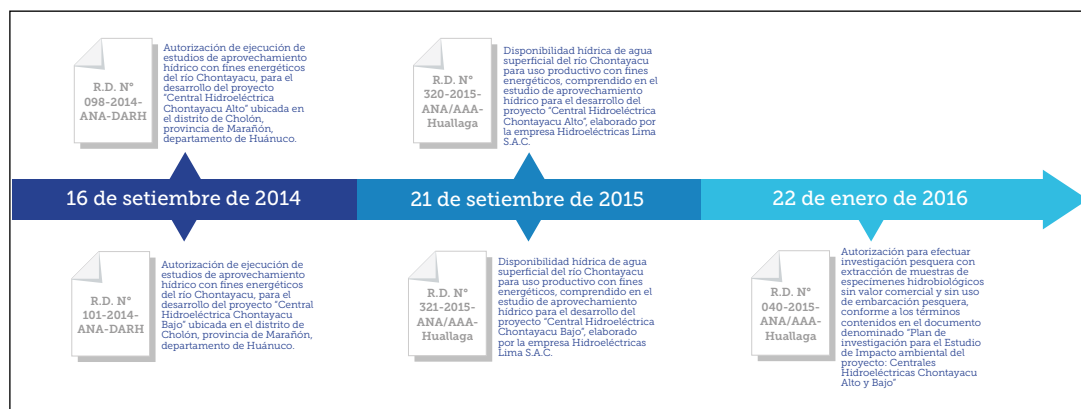 R.D. N°
098-2014-
ANA-DARH
Autorización de ejecución de
estudios de aprovechamiento
hídrico con fines energéticos
del río Chontayacu, para el
desarrollo del proyecto
“Central Hidroeléctrica
Chontayacu Alto” ubicada en
el distrito de Cholón,
provincia de Marañón,
departamento de Huánuco.
R.D. N°
320-2015-
ANA/AAA-
Huallaga
Disponibilidad hídrica de agua
superficial del río Chontayacu
para uso productivo con fines
energéticos, comprendido en el
estudio de aprovechamiento
hídrico para el desarrollo del
proyecto “Central Hidroeléctrica
Chontayacu Alto”, elaborado por
la empresa Hidroeléctricas Lima
S.A.C.
16 de setiembre de 2014
21 de setiembre de 2015
22 de enero de 2016
R.D. N°
101-2014-
ANA-DARH
Autorización de ejecución de
estudios de aprovechamiento
hídrico con fines energéticos
del río Chontayacu, para el
desarrollo del proyecto “Central
Hidroeléctrica Chontayacu
Bajo” ubicada en el distrito de
Cholón, provincia de Marañón,
departamento de Huánuco.
R.D. N°
321-2015-
ANA/AAA-
Huallaga
Disponibilidad hídrica de agua
superficial del río Chontayacu
para uso productivo con fines
energéticos, comprendido en el
estudio de aprovechamiento
hídrico para el desarrollo del
proyecto “Central Hidroeléctrica
Chontayacu Bajo”, elaborado
por la empresa Hidroeléctricas
Lima S.A.C.
R.D. N°
040-2015-
ANA/AAA-
Huallaga
Autorización para efectuar
investigación pesquera con
extracción de muestras de
especímenes hidrobiológicos
sin valor comercial y sin uso
de embarcación pesquera,
conforme a los términos
contenidos en el documento
denominado “Plan de
investigación para el Estudio
de Impacto ambiental del
proyecto: Centrales
Hidroeléctricas Chontayacu
Alto y Bajo”